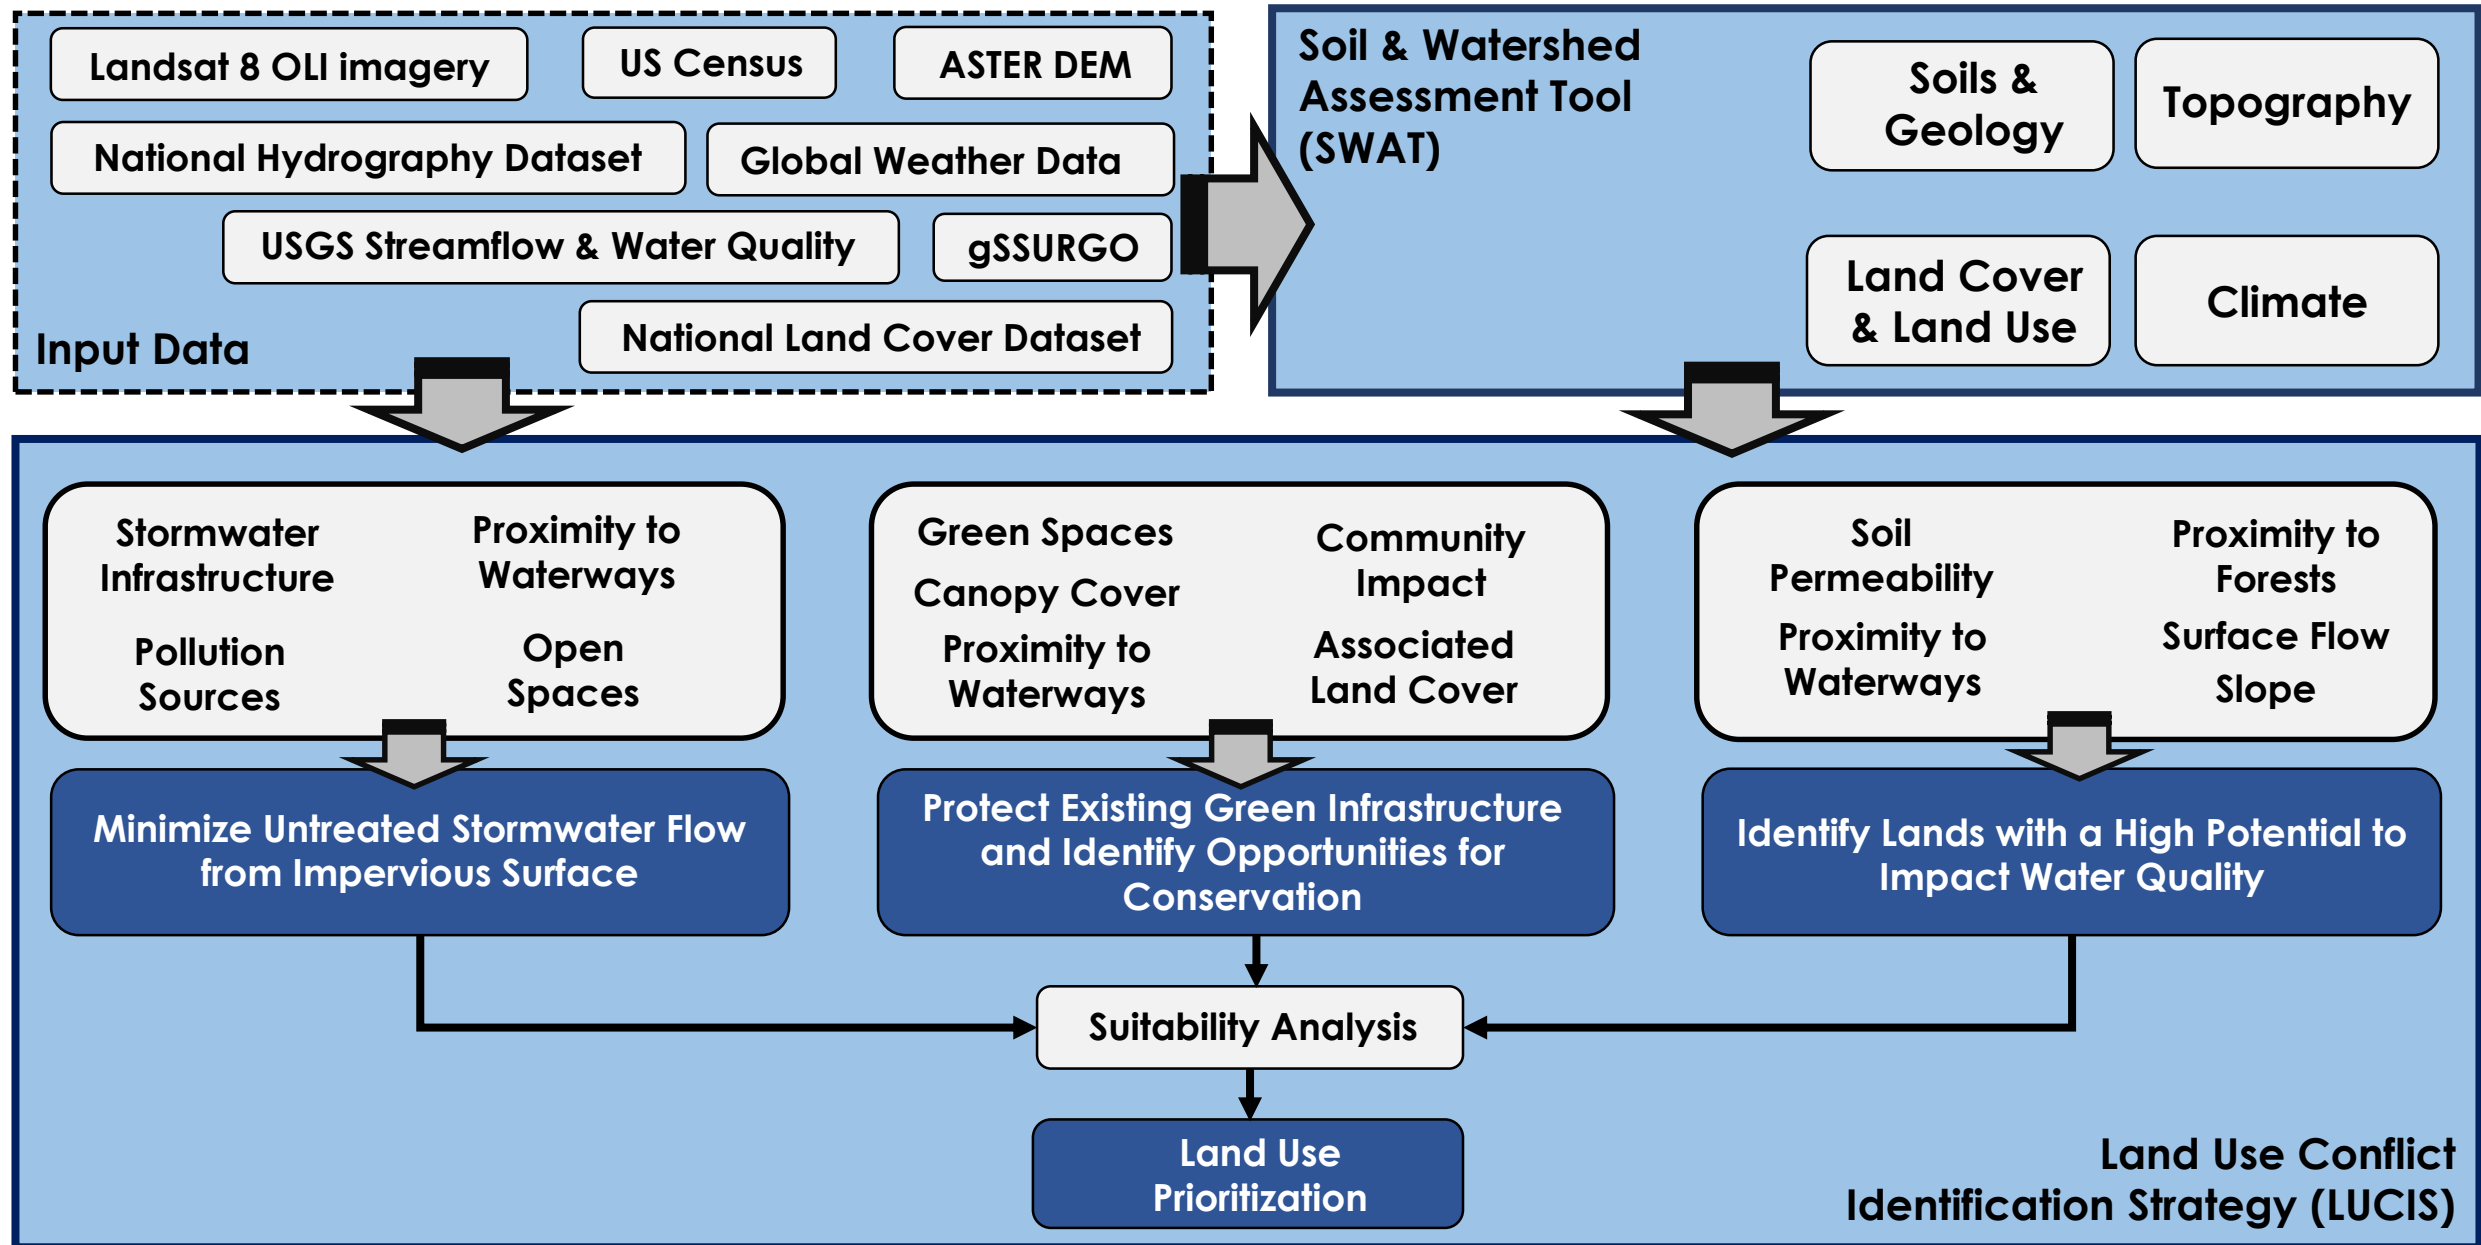 Landsat 8 OLI imagery
US Census
ASTER DEM
National Hydrography Dataset
Global Weather Data
USGS Streamflow & Water Quality
gSSURGO
National Land Cover Dataset
Input Data
Soil & Watershed
Assessment Tool
(SWAT)
Soils &
Geology
Topography
Land Cover
& Land Use
Climate
Stormwater
Infrastructure
Proximity to
Waterways
Pollution
Sources
Open
Spaces
Green Spaces
Canopy Cover
Proximity to
Waterways
Community
Impact
Associated
Land Cover
Soil
Permeability
Proximity to
Waterways
Proximity to
Forests
Surface Flow
Slope
Minimize Untreated Stormwater Flow
from Impervious Surface
Protect Existing Green Infrastructure
and Identify Opportunities for
Conservation
Identify Lands with a High Potential to
Impact Water Quality
Suitability Analysis
Land Use
Prioritization
Land Use Conflict
Identification Strategy (LUCIS)